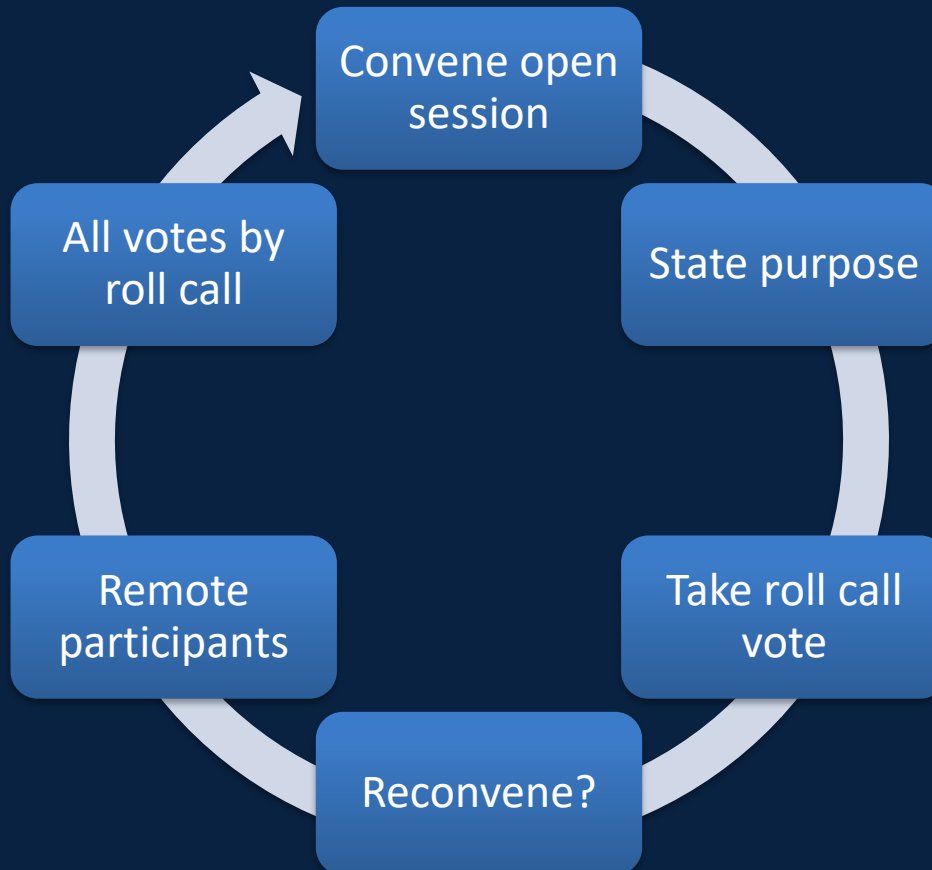 Convene open
session
State purpose
Take roll call
vote
Reconvene?
Remote
participants
All votes by
roll call